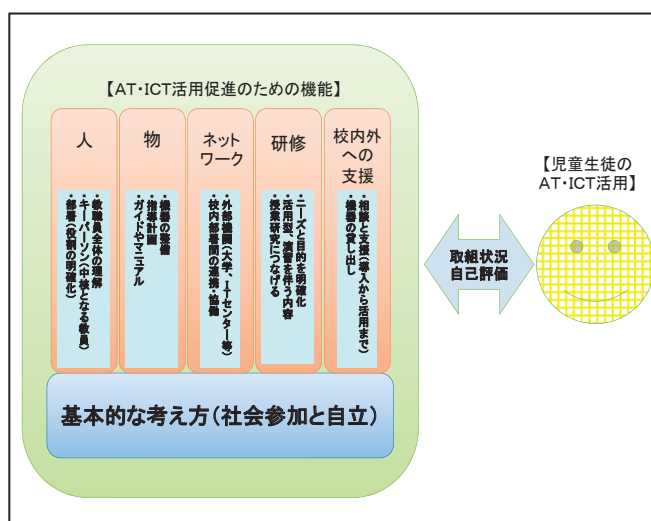 【AT・ICT活用促進のための機能】
人
・教職員全体の理解
・キーパーソン(中核となる教員)
・部署(役割の明確化)
物
・機器の整備
・指導計画
・ガイドやマニュアル
ネット
ワーク
・外部機関(大学、ITセンター等)
・校内部署間の連携・協働
研修
・ニーズと目的を明確化
・活用型、演習を伴う内容
・授業研究につなげる
校内外
への
支援
・相談と支援(導入から活用まで)
・機器の貸し出し
基本的な考え方(社会参加と自立)
取組状況
自己評価
【児童生徒の
AT・ICT活用】